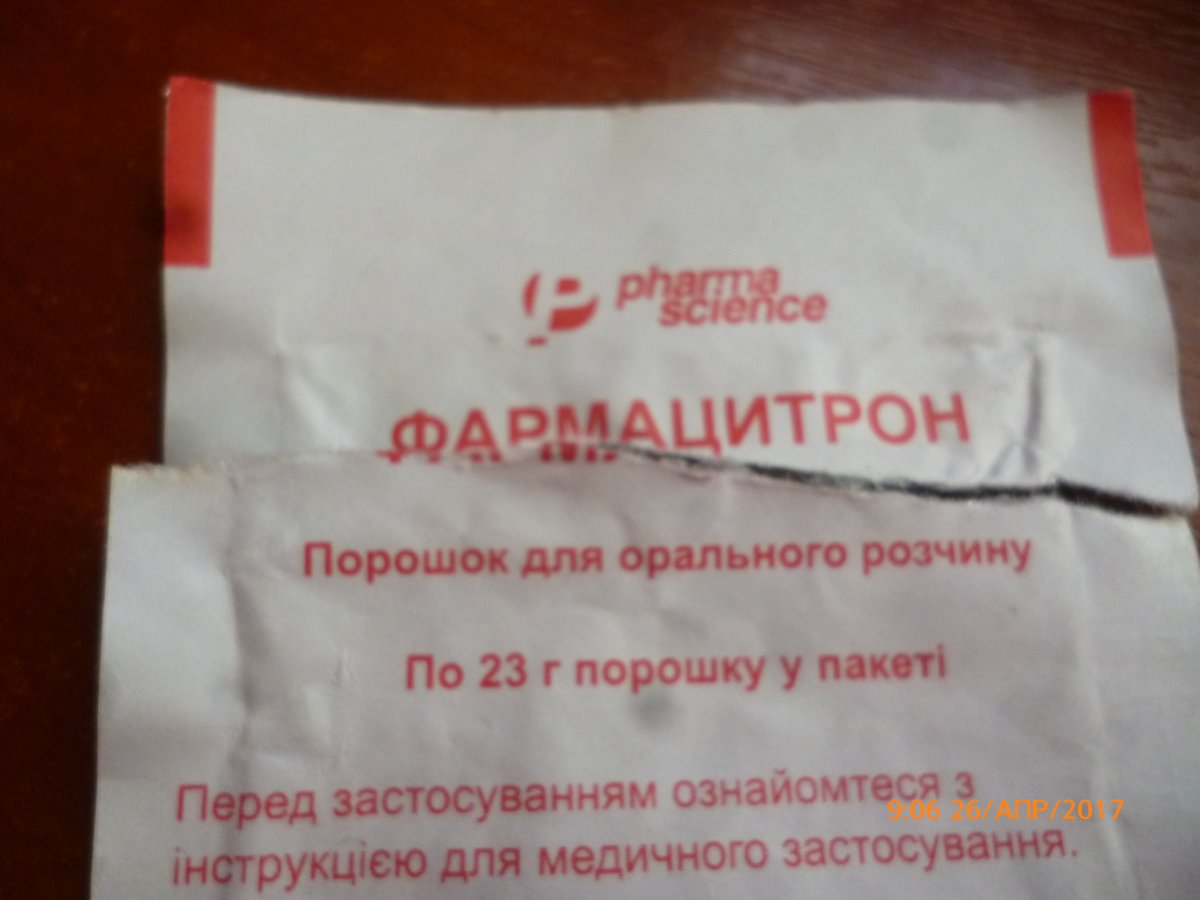 pharma
science
ФАРМАЦИТРОН
Порошок для орального розчину
По 23 г порошку у пакеті
Перед застосуванням ознайомтеся з
інструкцією для медичного застосування.
9:06 26/АПР/2017